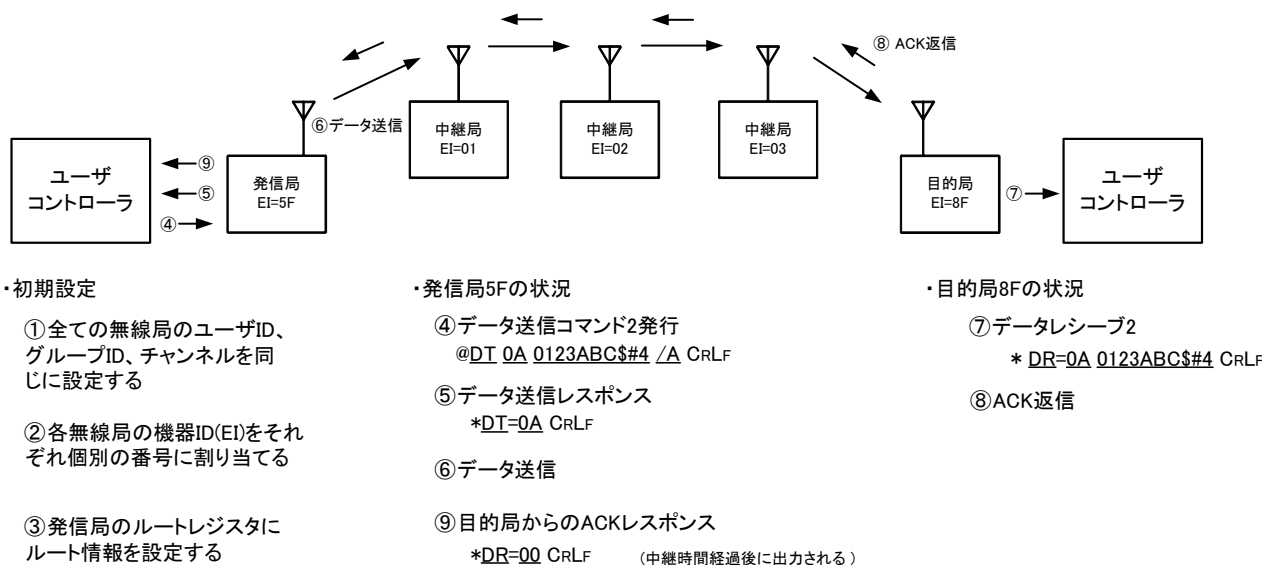 ⑧ ACK返信
⑥データ送信
中継局
EI=01
中継局
EI=02
中継局
EI=03
ユーザ
コントローラ
⑨
⑤
④
発信局
EI=5F
目的局
EI=8F
⑦
ユーザ
コントローラ
・初期設定
①全ての無線局のユーザID、
グループID、チャンネルを同
じに設定する
②各無線局の機器ID(EI)をそれ
ぞれ個別の番号に割り当てる
③発信局のルートレジスタに
ルート情報を設定する
・発信局5Fの状況
④データ送信コマンド2発行
@DT 0A 0123ABC$#4 /A CRLF
⑤データ送信レスポンス
*DT=0A CRLF
⑥データ送信
⑨目的局からのACKレスポンス
*DR=00 CRLF (中継時間経過後に出力される)
・目的局8Fの状況
⑦データレシーブ2
* DR=0A 0123ABC$#4 CRLF
⑧ACK返信